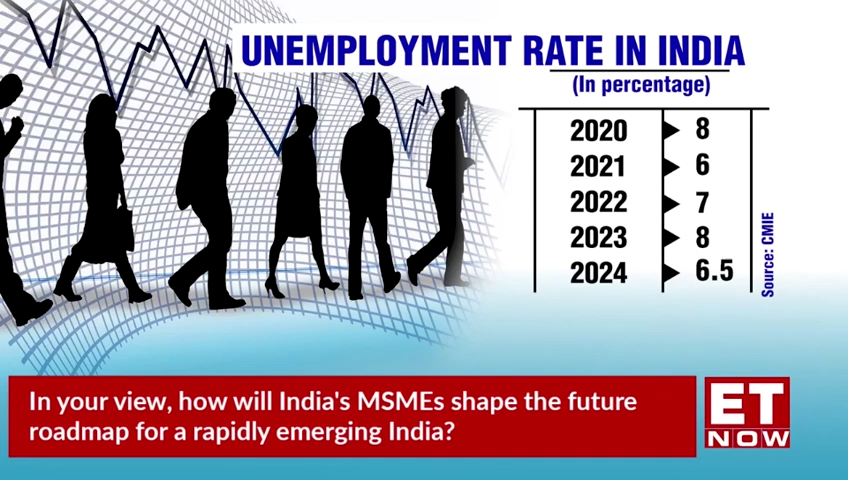 UNEMPLOYMENT RATE IN INDIA
(In percentage)
2020 8
2021 6
2022 7
2023 8
2024 6.5
Source: CMIE
In your view, how will India's MSMEs shape the future
roadmap for a rapidly emerging India?
ET
NOW